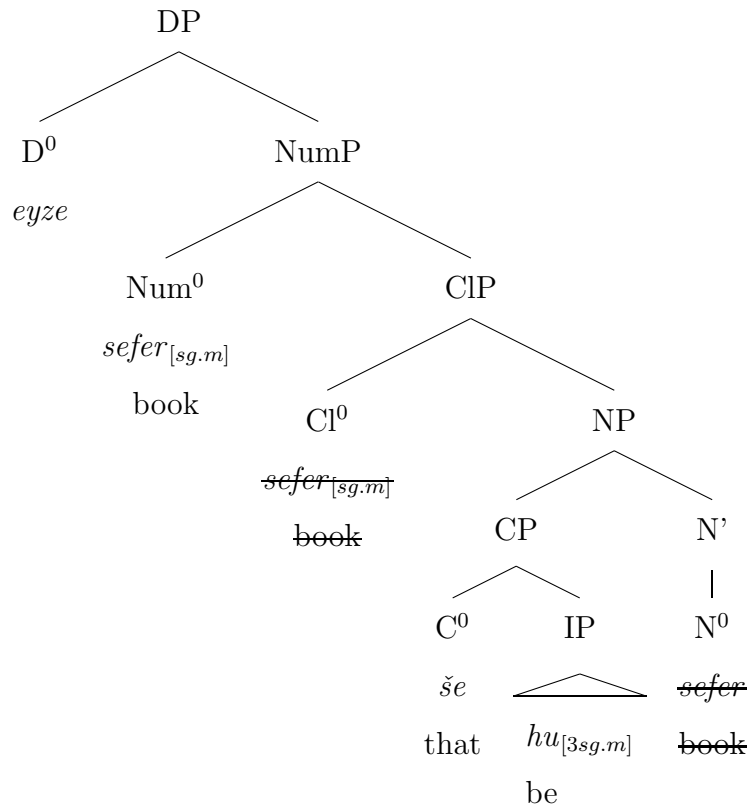 DP
D⁰ NumP
eyze
Num⁰ ClP
sefer[sg.m]
book
Cl⁰ NP
sefer[sg.m]
book
CP N'
C⁰ IP N⁰
še sefer
that hu[3sg.m] book
be